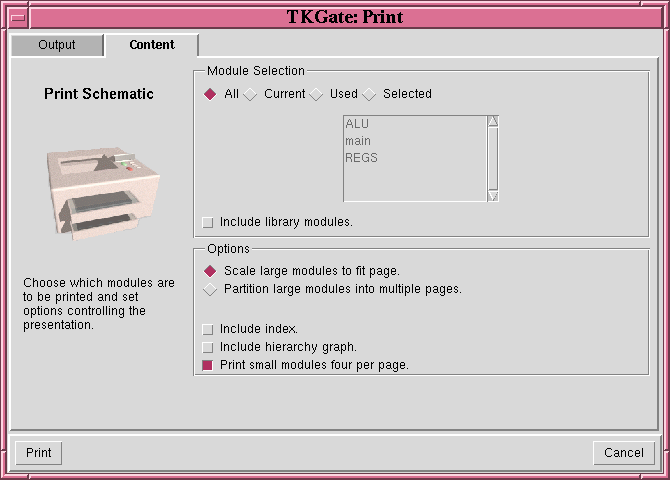 TKGate: Print
Output
Content
Print Schematic
Choose which modules are
to be printed and set
options controlling the
presentation.
Module Selection
All Current Used Selected
ALU
main
REGS
Include library modules.
Options
Scale large modules to fit page.
Partition large modules into multiple pages.
Include index.
Include hierarchy graph.
Print small modules four per page.
Print
Cancel